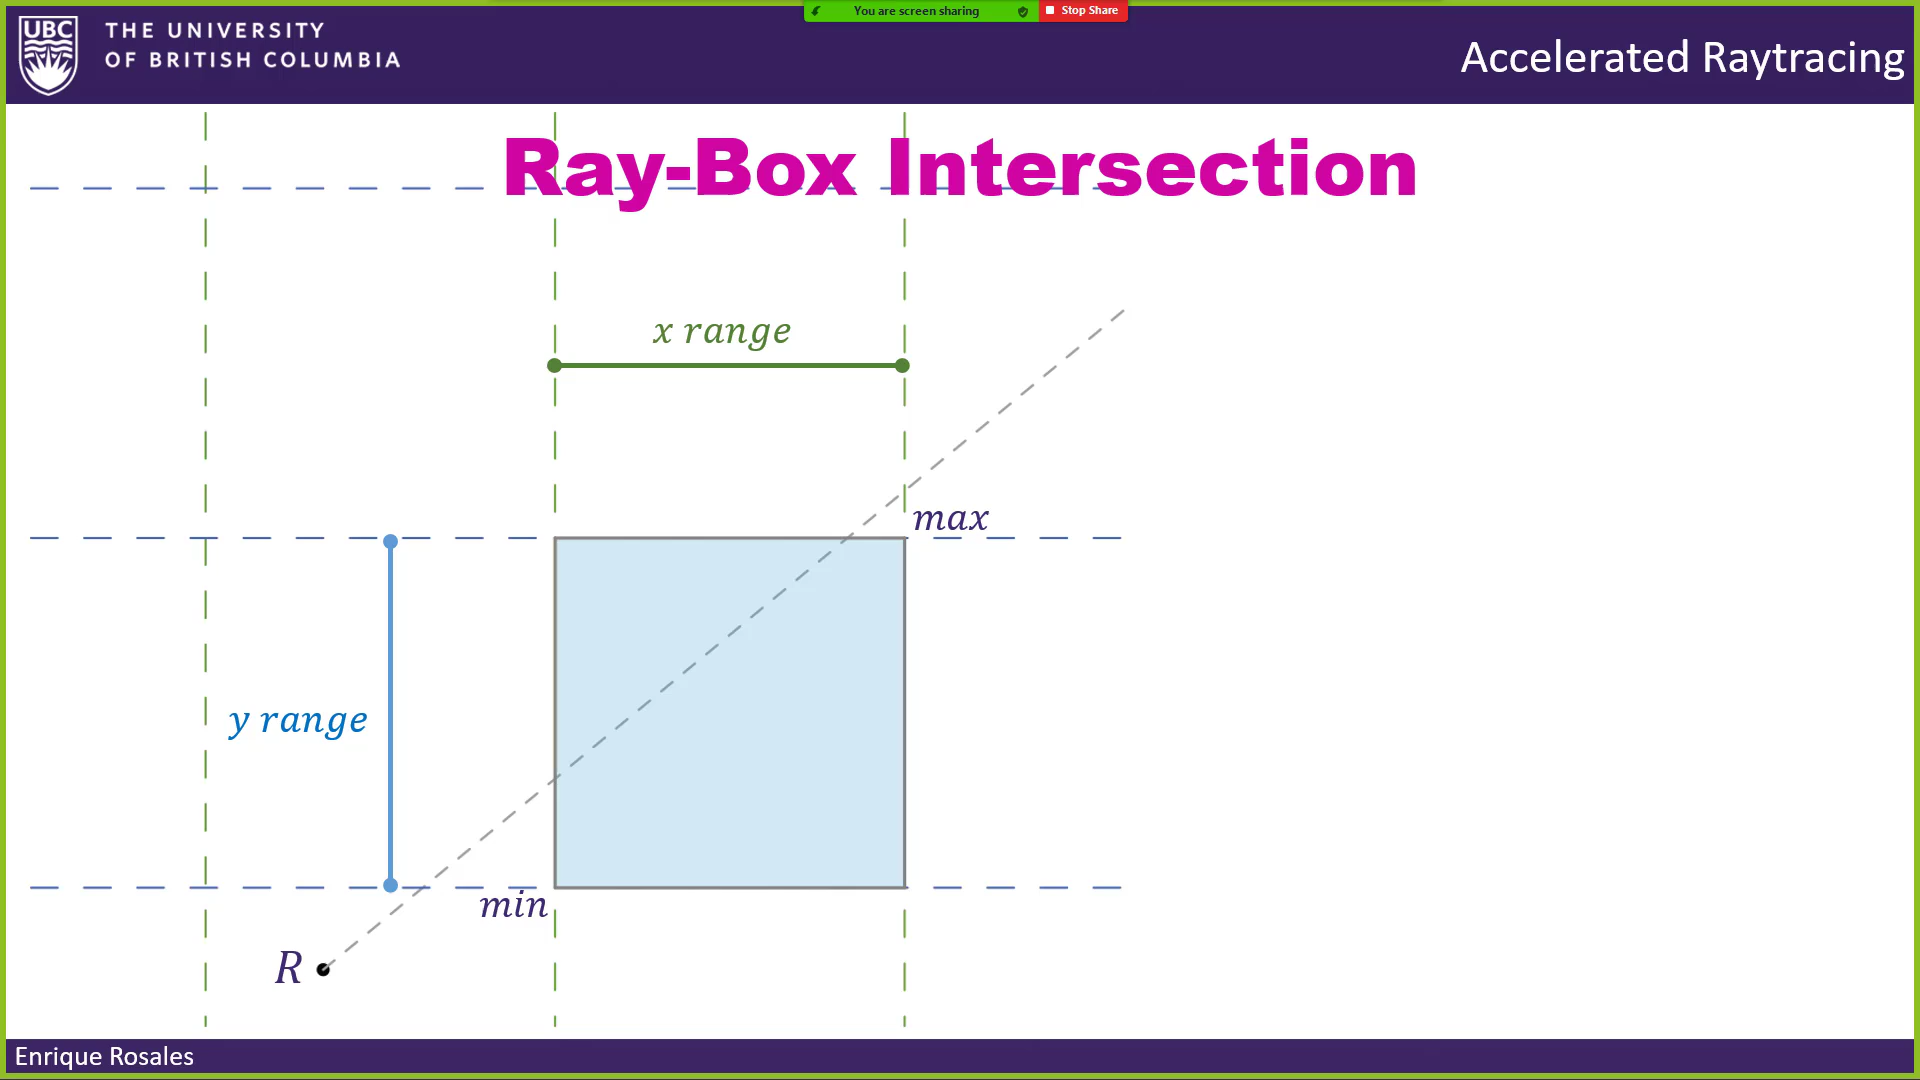 You are screen sharing
Stop Share
UBC
THE UNIVERSITY
OF BRITISH COLUMBIA
Accelerated Raytracing
Ray-Box Intersection
x range
max
y range
min
R
Enrique Rosales